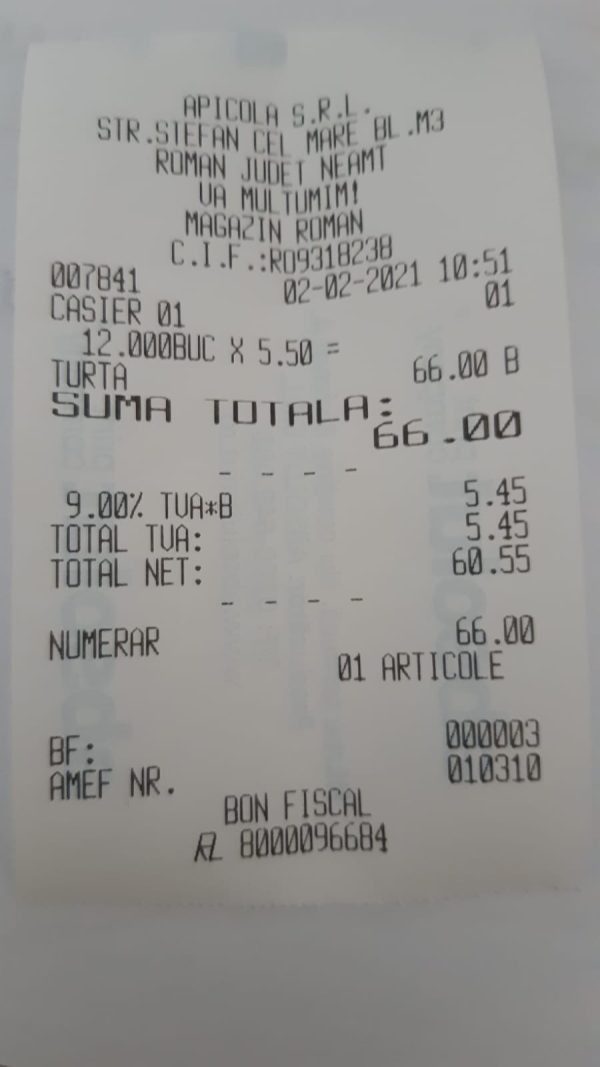 APICOLA S.R.L.
STR.STEFAN CEL MARE BL.M3
ROMAN JUDET NEAMT
VA MULTUMIM!
MAGAZIN ROMAN
C.I.F.:RO9318238
007841 02-02-2021 10:51
CASIER 01 01
12.000BUC X 5.50 =
TURTA 66.00 B
SUMA TOTALA:
66.00
- - - -
9.00% TVA*B 5.45
TOTAL TVA: 5.45
TOTAL NET: 60.55
- - - -
NUMERAR 66.00
01 ARTICOLE
BF: 000003
AMEF NR. 010310
BON FISCAL
8000096684